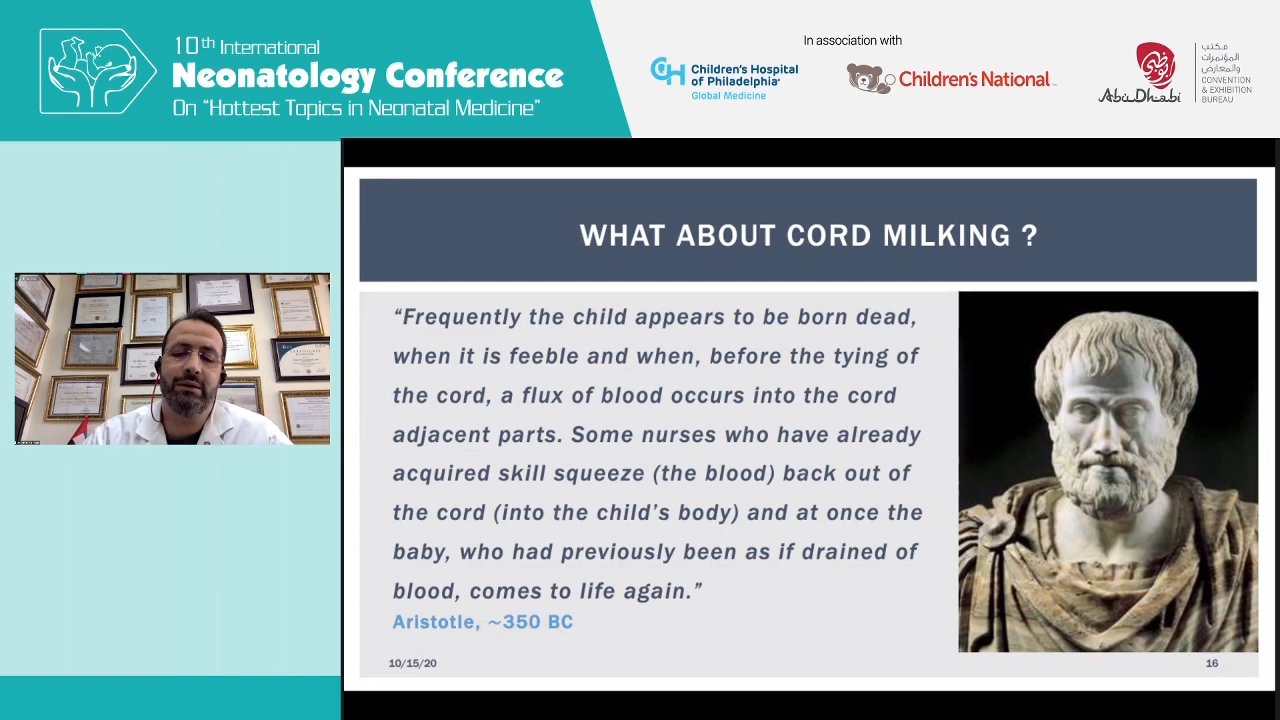 10th International
Neonatology Conference
On "Hottest Topics in Neonatal Medicine"
In association with
Children's Hospital
of Philadelphia
Global Medicine
Children's National
Abu Dhabi
أبوظبي
مكتب
المؤتمرات
والمعارض
CONVENTION
& EXHIBITION
BUREAU
WHAT ABOUT CORD MILKING ?
“Frequently the child appears to be born dead,
when it is feeble and when, before the tying of
the cord, a flux of blood occurs into the cord
adjacent parts. Some nurses who have already
acquired skill squeeze (the blood) back out of
the cord (into the child’s body) and at once the
baby, who had previously been as if drained of
blood, comes to life again.”
Aristotle, ~350 BC
10/15/20
16